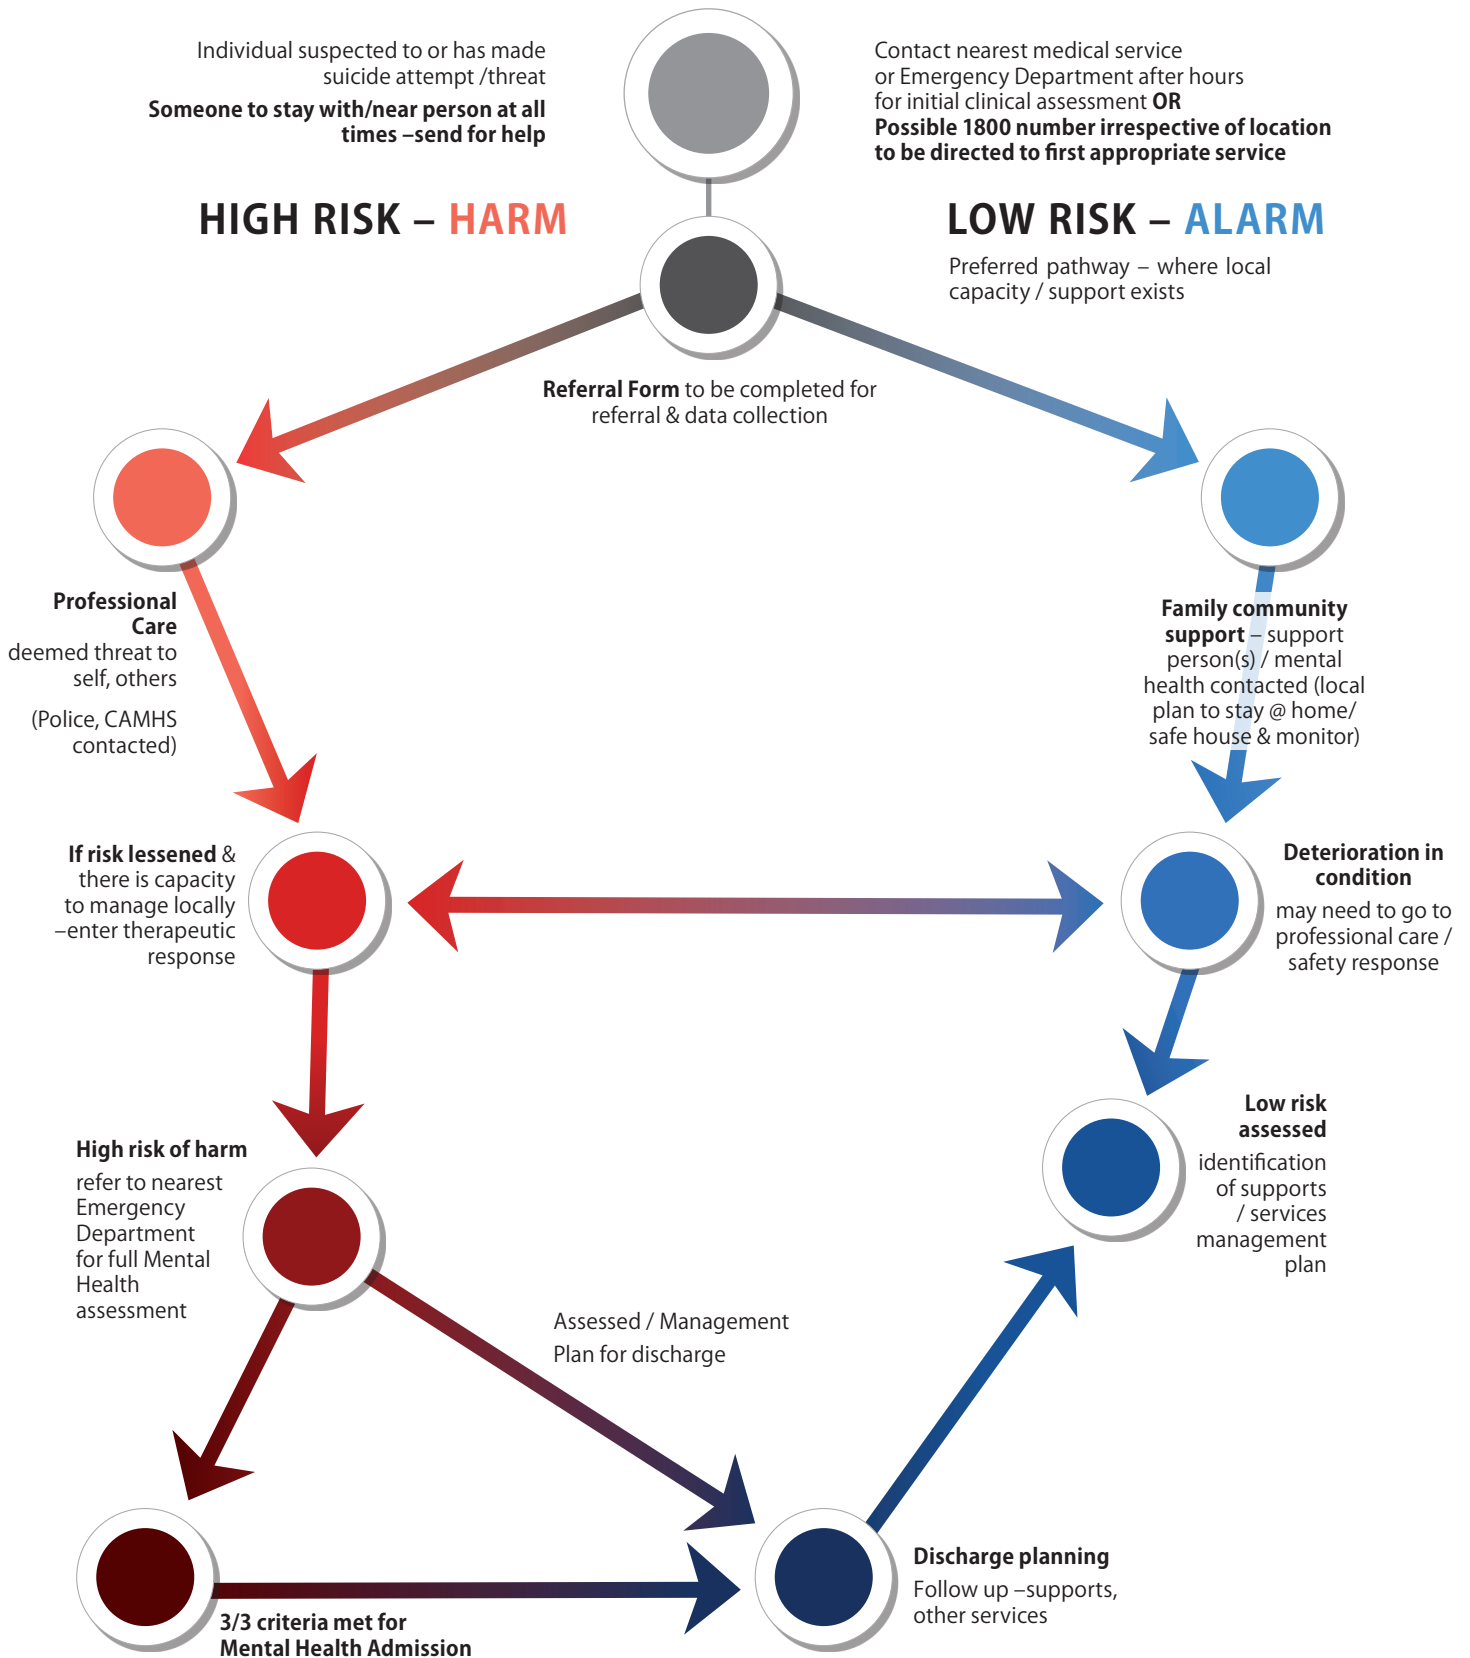 Individual suspected to or has made
suicide attempt /threat
Someone to stay with/near person at all
times –send for help
Contact nearest medical service
or Emergency Department after hours
for initial clinical assessment OR
Possible 1800 number irrespective of location
to be directed to first appropriate service
HIGH RISK – HARM
LOW RISK – ALARM
Preferred pathway – where local
capacity / support exists
Referral Form to be completed for
referral & data collection
Professional
Care
deemed threat to
self, others
(Police, CAMHS
contacted)
Family community
support – support
person(s) / mental
health contacted (local
plan to stay @ home/
safe house & monitor)
If risk lessened &
there is capacity
to manage locally
–enter therapeutic
response
Deterioration in
condition
may need to go to
professional care /
safety response
Low risk
assessed
identification
of supports
/ services
management
plan
High risk of harm
refer to nearest
Emergency
Department
for full Mental
Health
assessment
Assessed / Management
Plan for discharge
Discharge planning
Follow up –supports,
other services
3/3 criteria met for
Mental Health Admission